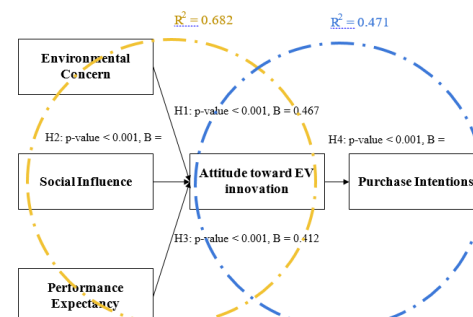 R² = 0.682
R² = 0.471
Environmental
Concern
H1: p-value < 0.001, B = 0.467
H2: p-value < 0.001, B =
H4: p-value < 0.001, B =
Social Influence
Attitude toward EV
innovation
Purchase Intentions
H3: p-value < 0.001, B = 0.412
Performance
Expectancy